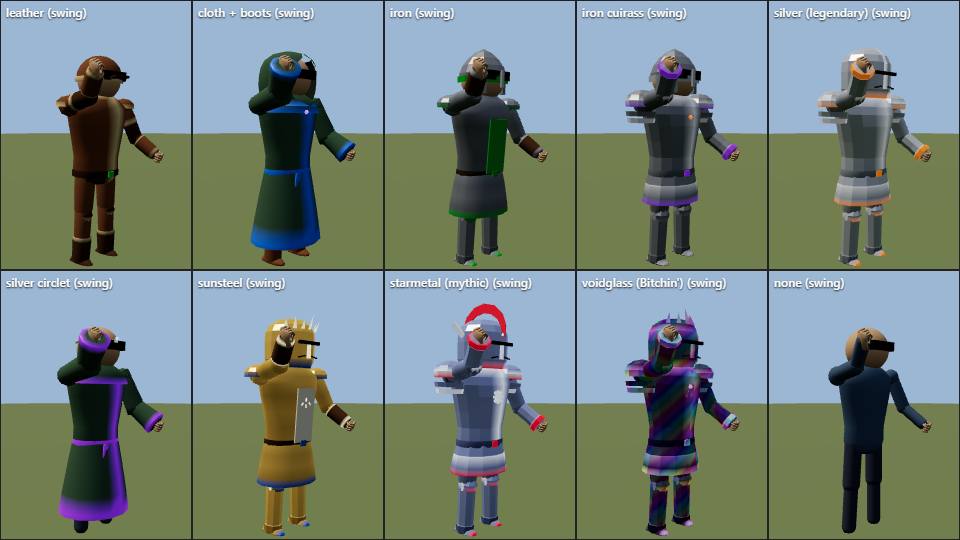 leather (swing)
cloth + boots (swing)
iron (swing)
iron cuirass (swing)
silver (legendary) (swing)
silver circlet (swing)
sunsteel (swing)
starmetal (mythic) (swing)
voidglass (Bitchin') (swing)
none (swing)